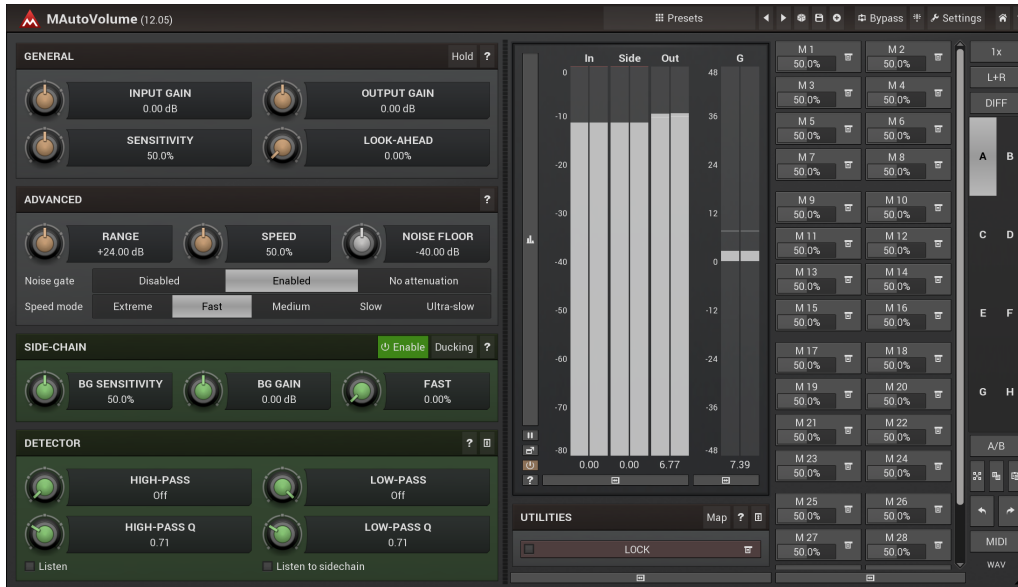 MAutoVolume (12.05)
Presets
Bypass
Settings
GENERAL
Hold ?
INPUT GAIN
0.00 dB
OUTPUT GAIN
0.00 dB
SENSITIVITY
50.0%
LOOK-AHEAD
0.00%
ADVANCED
?
RANGE
+24.00 dB
SPEED
50.0%
NOISE FLOOR
-40.00 dB
Noise gate Disabled Enabled No attenuation
Speed mode Extreme Fast Medium Slow Ultra-slow
SIDE-CHAIN
Enable Ducking ?
BG SENSITIVITY
50.0%
BG GAIN
0.00 dB
FAST
0.00%
DETECTOR
?
HIGH-PASS
Off
LOW-PASS
Off
HIGH-PASS Q
0.71
LOW-PASS Q
0.71
Listen
Listen to sidechain
In Side Out G
0
-10
-20
-30
-40
-50
-60
-70
-80
48
36
24
12
0
-12
-24
-36
-48
0.00 0.00 6.77 7.39
?
UTILITIES
Map ?
LOCK
M 1 M 2
50.0% 50.0%
M 3 M 4
50.0% 50.0%
M 5 M 6
50.0% 50.0%
M 7 M 8
50.0% 50.0%
M 9 M 10
50.0% 50.0%
M 11 M 12
50.0% 50.0%
M 13 M 14
50.0% 50.0%
M 15 M 16
50.0% 50.0%
M 17 M 18
50.0% 50.0%
M 19 M 20
50.0% 50.0%
M 21 M 22
50.0% 50.0%
M 23 M 24
50.0% 50.0%
M 25 M 26
50.0% 50.0%
M 27 M 28
50.0% 50.0%
1x
L+R
DIFF
A B
C D
E F
G H
A/B
MIDI
WAV